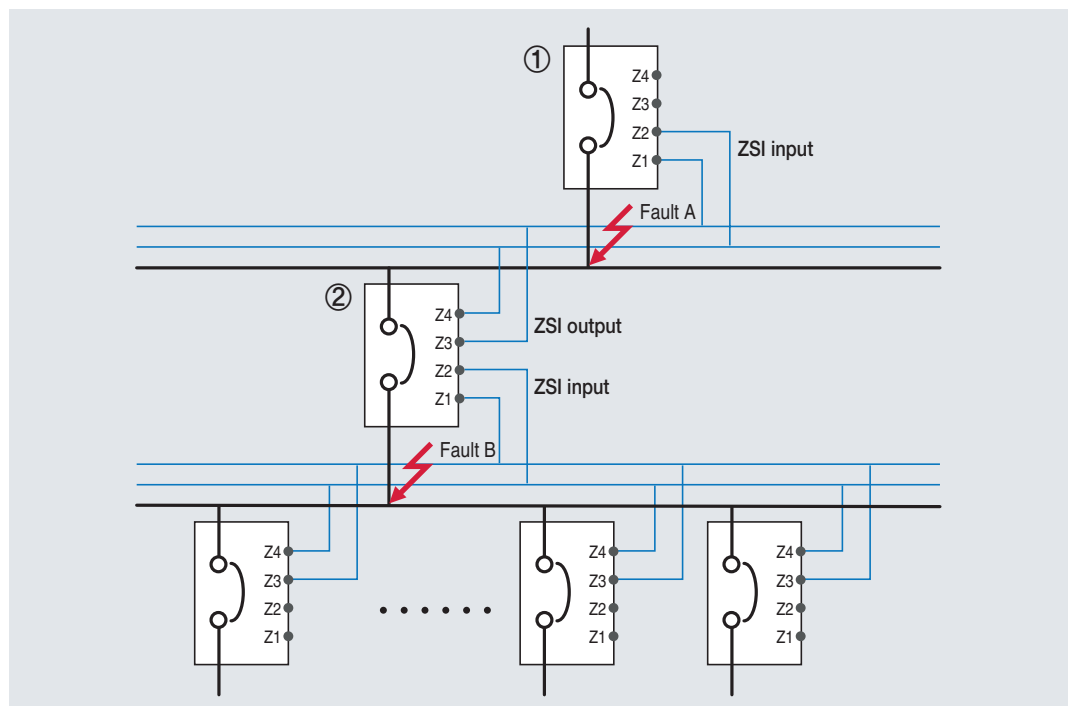 ①
Z4
Z3
Z2
Z1
ZSI input
Fault A
②
Z4
Z3
Z2
Z1
ZSI output
ZSI input
Fault B
Z4
Z3
Z2
Z1
Z4
Z3
Z2
Z1
Z4
Z3
Z2
Z1